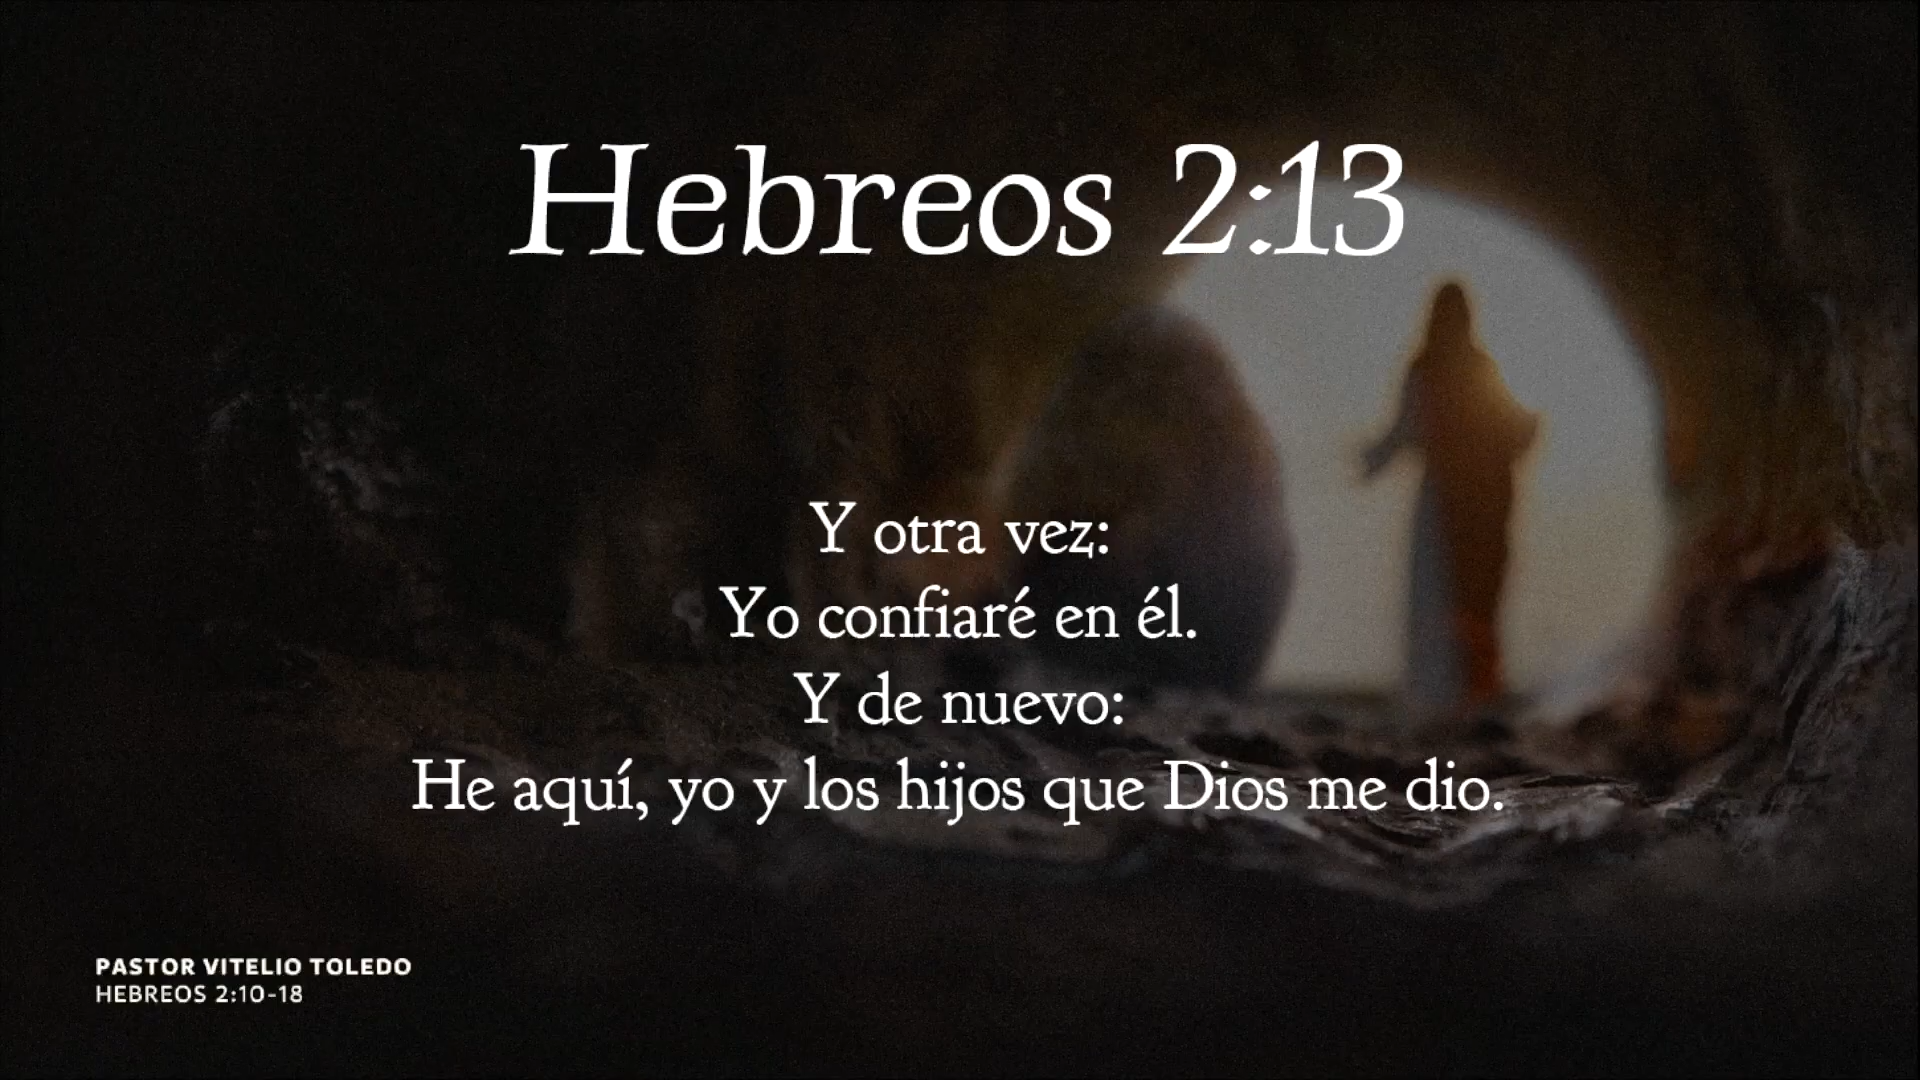 Hebreos 2:13
Y otra vez:
Yo confiaré en él.
Y de nuevo:
He aquí, yo y los hijos que Dios me dio.
PASTOR VITELIO TOLEDO
HEBREOS 2:10-18